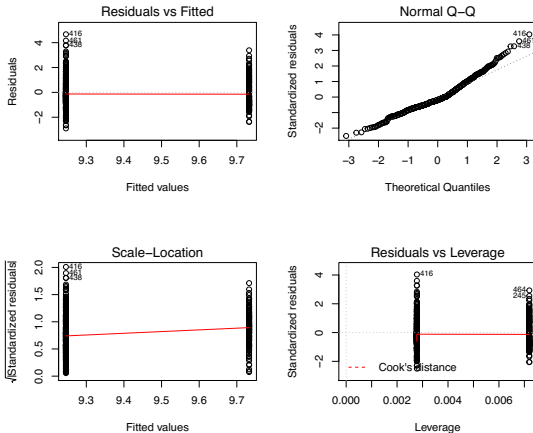 Residuals vs Fitted
Residuals
4
2
0
−2
416
461
438
9.3 9.4 9.5 9.6 9.7
Fitted values
Normal Q−Q
Standardized residuals
4
3
2
1
0
−2
416
461
438
−3 −2 −1 0 1 2 3
Theoretical Quantiles
Scale−Location
√|Standardized residuals|
2.0
1.5
1.0
0.5
0.0
416
461
438
9.3 9.4 9.5 9.6 9.7
Fitted values
Residuals vs Leverage
Standardized residuals
4
2
0
−2
416
464
245
Cook's distance
0.000 0.002 0.004 0.006
Leverage